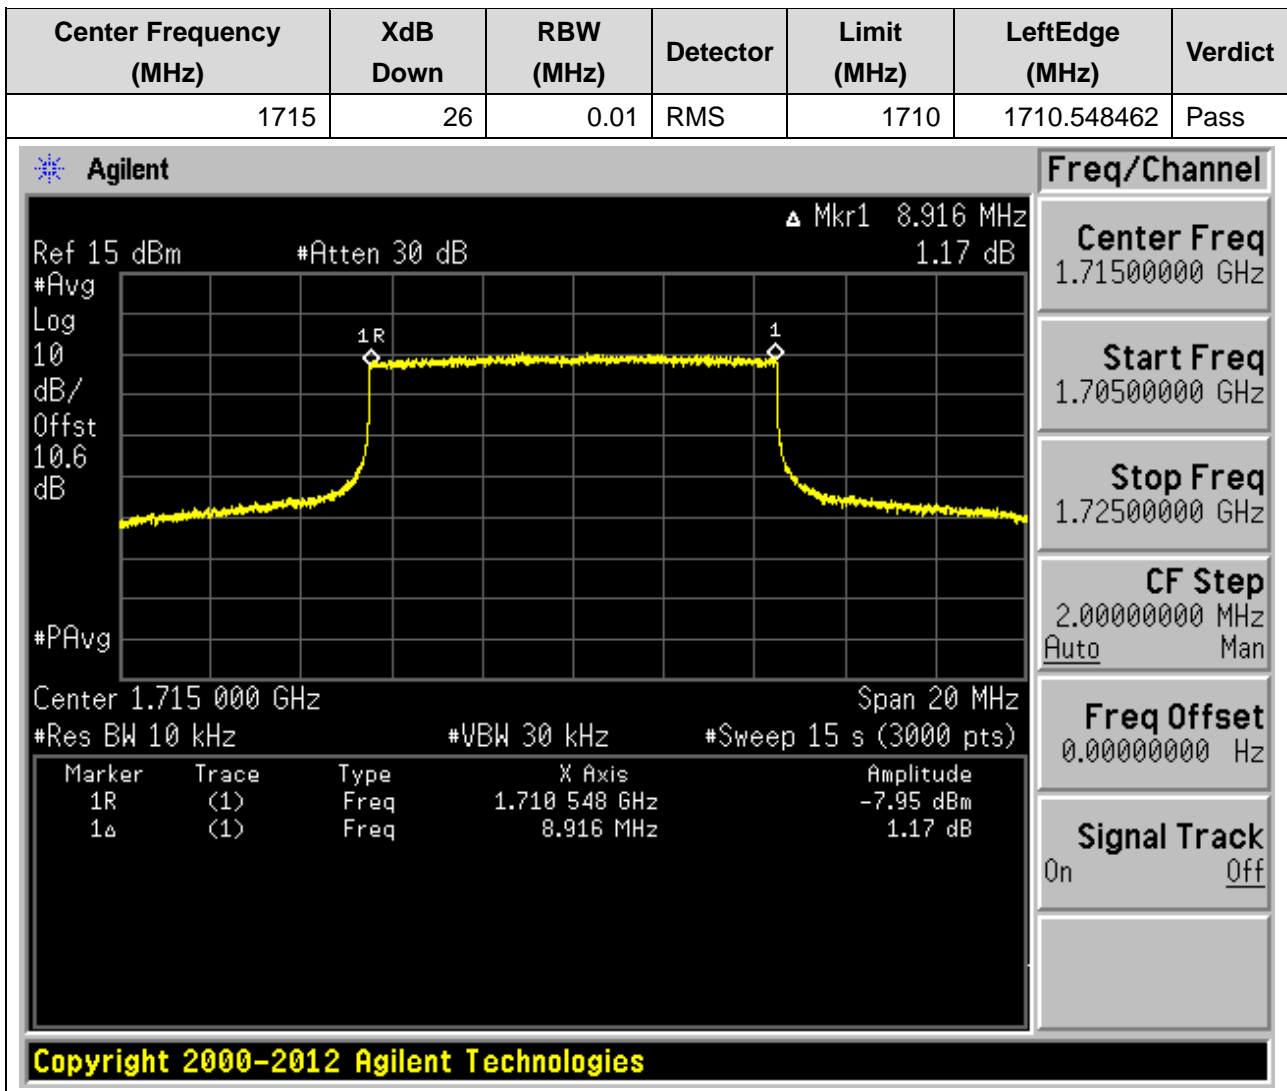 Center Frequency (MHz) XdB Down RBW (MHz) Detector Limit (MHz) LeftEdge (MHz) Verdict
1715 26 0.01 RMS 1710 1710.548462 Pass
Agilent
Freq/Channel
Δ Mkr1 8.916 MHz
Ref 15 dBm #Atten 30 dB 1.17 dB
#Avg
Log
10
dB/
Offst
10.6
dB
1R
1
#PAvg
Center 1.715 000 GHz Span 20 MHz
#Res BW 10 kHz #VBW 30 kHz #Sweep 15 s (3000 pts)
Marker Trace Type X Axis Amplitude
1R (1) Freq 1.710 548 GHz -7.95 dBm
1Δ (1) Freq 8.916 MHz 1.17 dB
Center Freq
1.71500000 GHz
Start Freq
1.70500000 GHz
Stop Freq
1.72500000 GHz
CF Step
2.00000000 MHz
Auto Man
Freq Offset
0.00000000 Hz
Signal Track
On Off
Copyright 2000-2012 Agilent Technologies